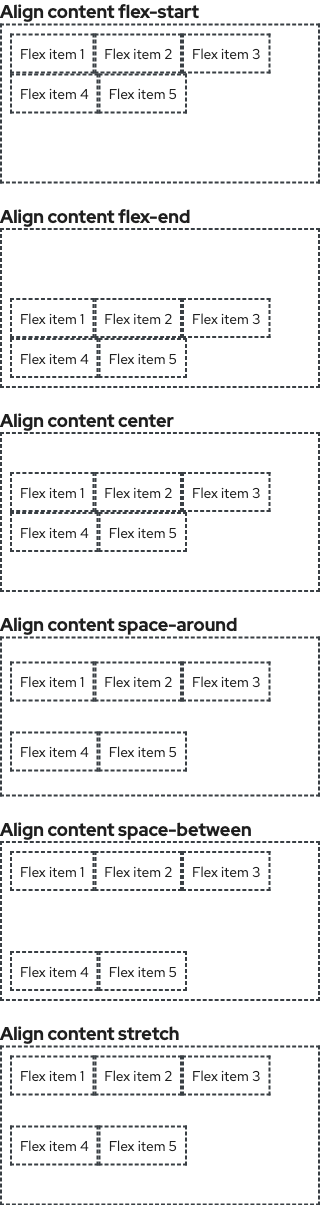 Align content flex-start
Flex item 1 Flex item 2 Flex item 3
Flex item 4 Flex item 5
Align content flex-end
Flex item 1 Flex item 2 Flex item 3
Flex item 4 Flex item 5
Align content center
Flex item 1 Flex item 2 Flex item 3
Flex item 4 Flex item 5
Align content space-around
Flex item 1 Flex item 2 Flex item 3
Flex item 4 Flex item 5
Align content space-between
Flex item 1 Flex item 2 Flex item 3
Flex item 4 Flex item 5
Align content stretch
Flex item 1 Flex item 2 Flex item 3
Flex item 4 Flex item 5